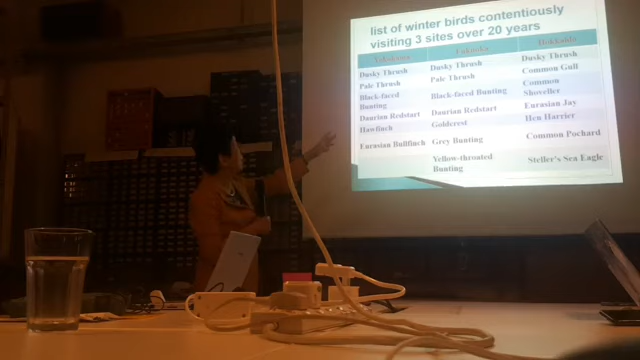 list of winter birds contentiously
visiting 3 sites over 20 years
Fukuoka
Hokkaido
Dusky Thrush
Dusky Thrush
Dusky Thrush
Pale Thrush
Pale Thrush
Common Gull
Black-faced
Bunting
Black-faced Bunting
Common
Shoveller
Daurian Redstart
Daurian Redstart
Eurasian Jay
Hawfinch
Goldcrest
Hen Harrier
Eurasian Bullfinch
Grey Bunting
Common Pochard
Yellow-throated
Bunting
Steller's Sea Eagle